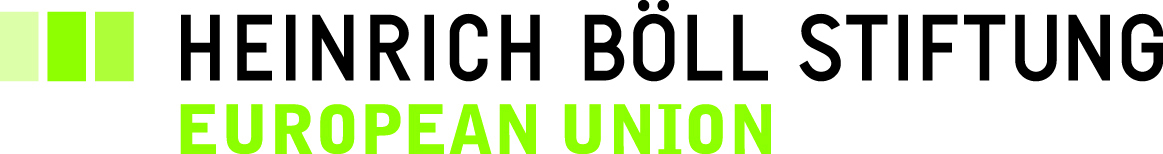 HEINRICH BÖLL STIFTUNG
EUROPEAN UNION